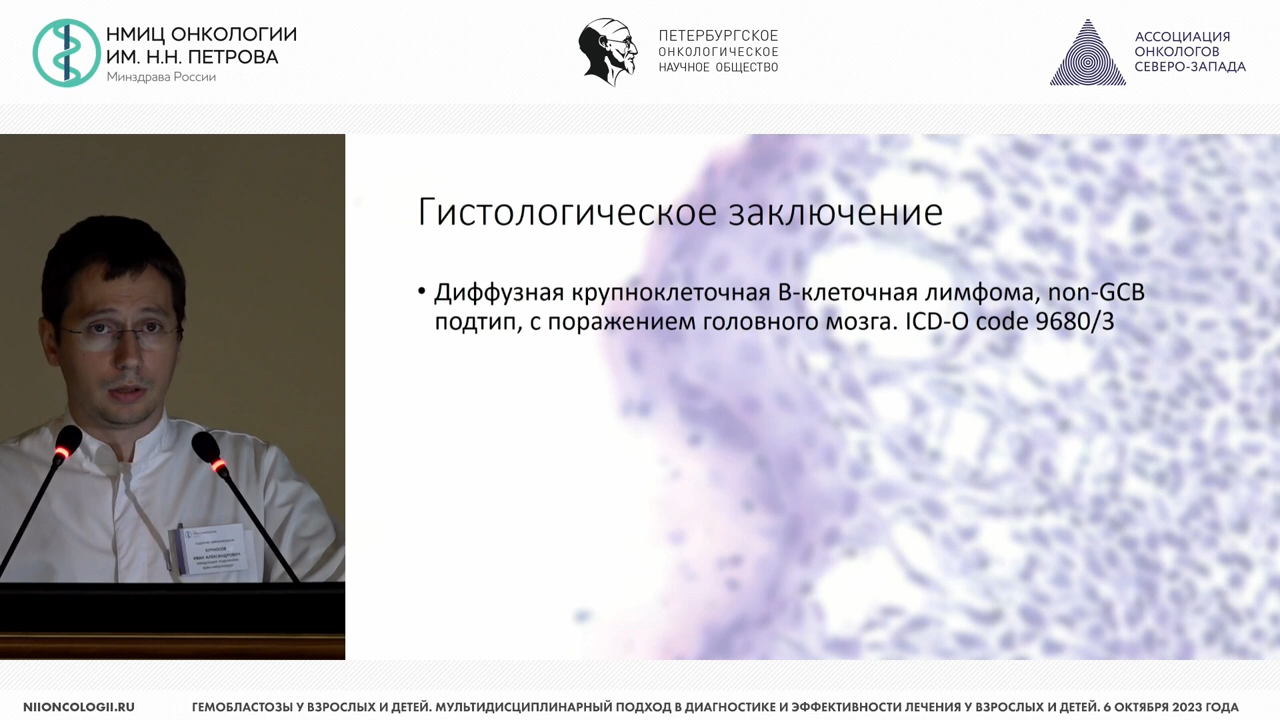 НМИЦ ОНКОЛОГИИ
ИМ. Н.Н. ПЕТРОВА
Минздрава России
ПЕТЕРБУРГСКОЕ
ОНКОЛОГИЧЕСКОЕ
НАУЧНОЕ ОБЩЕСТВО
АССОЦИАЦИЯ
ОНКОЛОГОВ
СЕВЕРО-ЗАПАДА
Гистологическое заключение
• Диффузная крупноклеточная В-клеточная лимфома, non-GCB
подтип, с поражением головного мозга. ICD-O code 9680/3
ИВАН АЛЕКСАНДРОВИЧ
NIIONCOLOGII.RU
ГЕМОБЛАСТОЗЫ У ВЗРОСЛЫХ И ДЕТЕЙ. МУЛЬТИДИСЦИПЛИНАРНЫЙ ПОДХОД В ДИАГНОСТИКЕ И ЭФФЕКТИВНОСТИ ЛЕЧЕНИЯ У ВЗРОСЛЫХ И ДЕТЕЙ. 6 ОКТЯБРЯ 2023 ГОДА